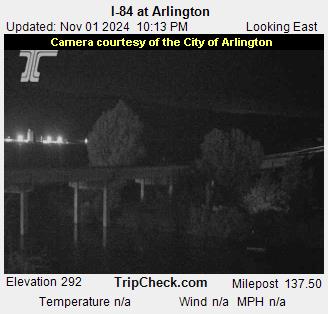 I-84 at Arlington
Updated: Nov 01 2024 10:13 PM Looking East
Camera courtesy of the City of Arlington
Elevation 292 TripCheck.com Milepost 137.50
Temperature n/a Wind n/a MPH n/a